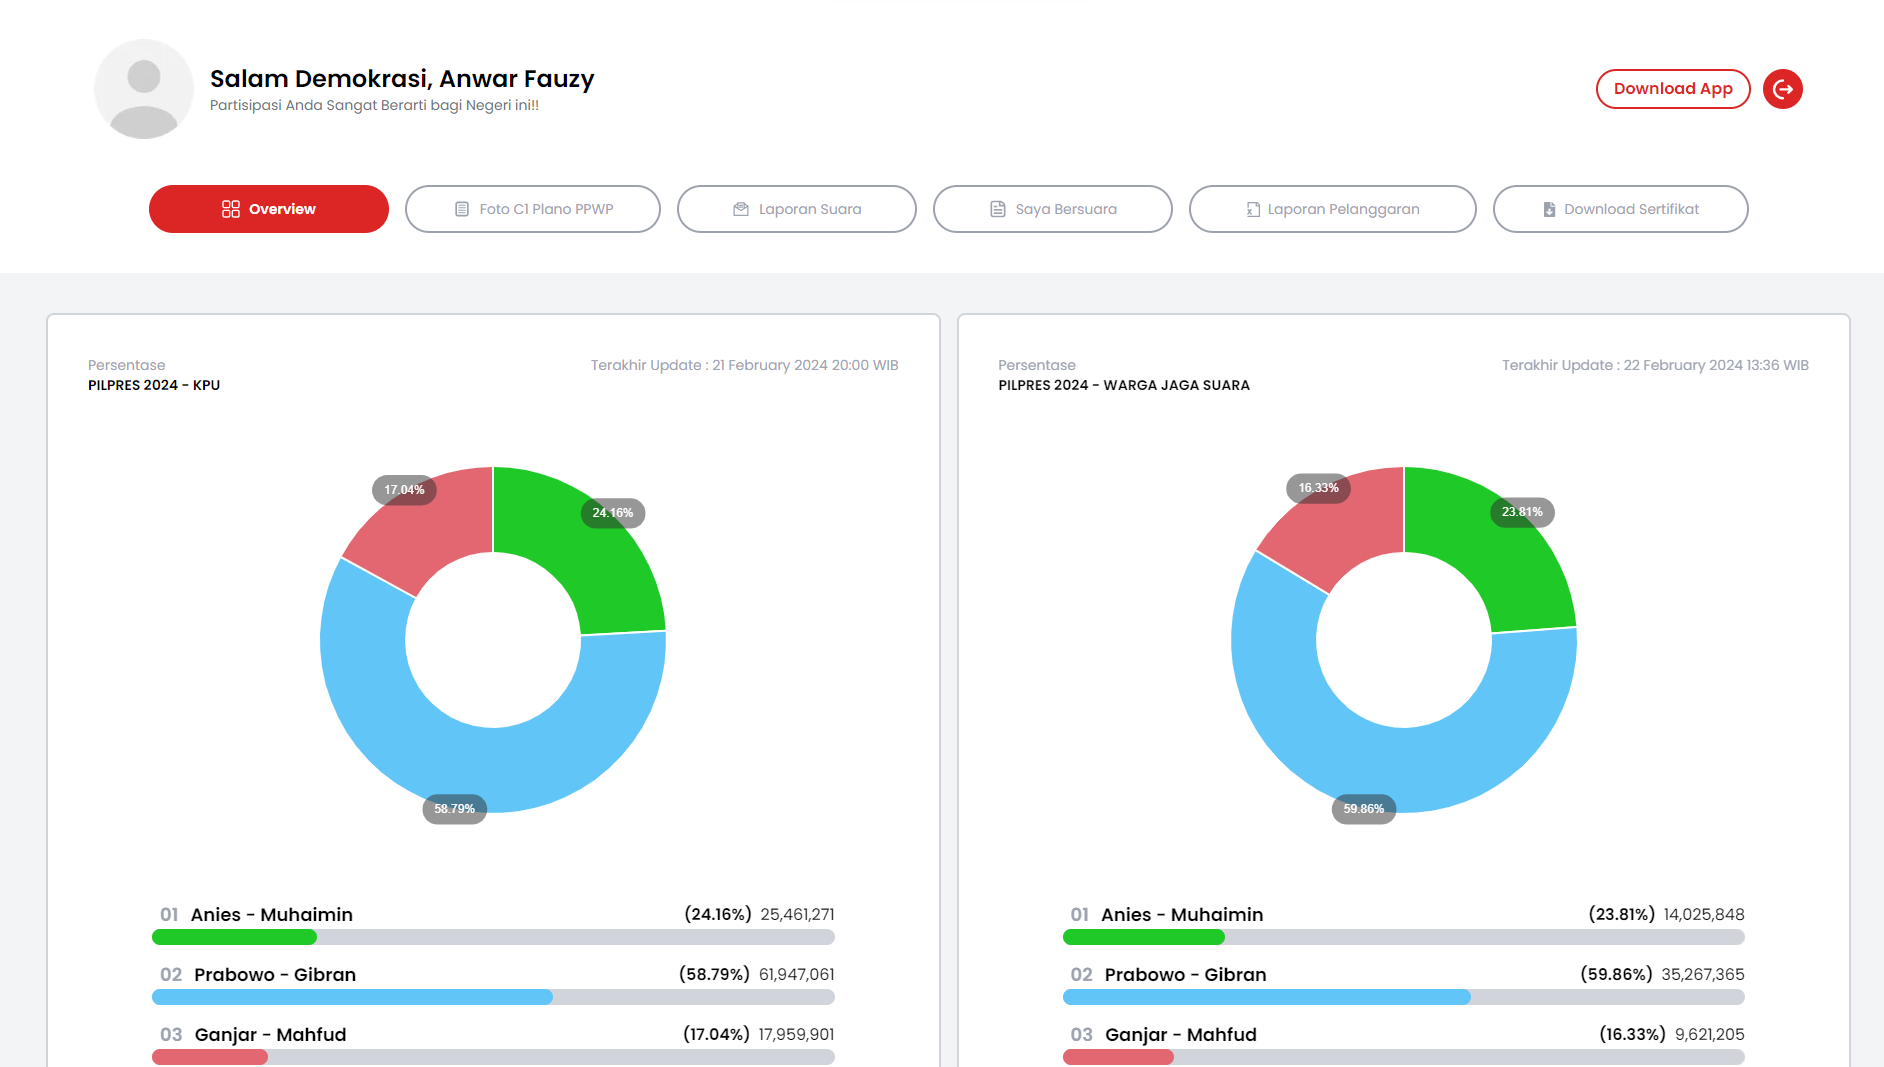 Salam Demokrasi, Anwar Fauzy
Partisipasi Anda Sangat Berarti bagi Negeri ini!!
Download App
Overview
Foto C1 Plano PPWP
Laporan Suara
Saya Bersuara
Laporan Pelanggaran
Download Sertifikat
Persentase
Terakhir Update : 21 February 2024 20:00 WIB
PILPRES 2024 - KPU
17.04%
24.16%
58.79%
01 Anies - Muhaimin (24.16%) 25,461,271
02 Prabowo - Gibran (58.79%) 61,947,061
03 Ganjar - Mahfud (17.04%) 17,959,901
Persentase
Terakhir Update : 22 February 2024 13:36 WIB
PILPRES 2024 - WARGA JAGA SUARA
16.33%
23.81%
59.86%
01 Anies - Muhaimin (23.81%) 14,025,848
02 Prabowo - Gibran (59.86%) 35,267,365
03 Ganjar - Mahfud (16.33%) 9,621,205